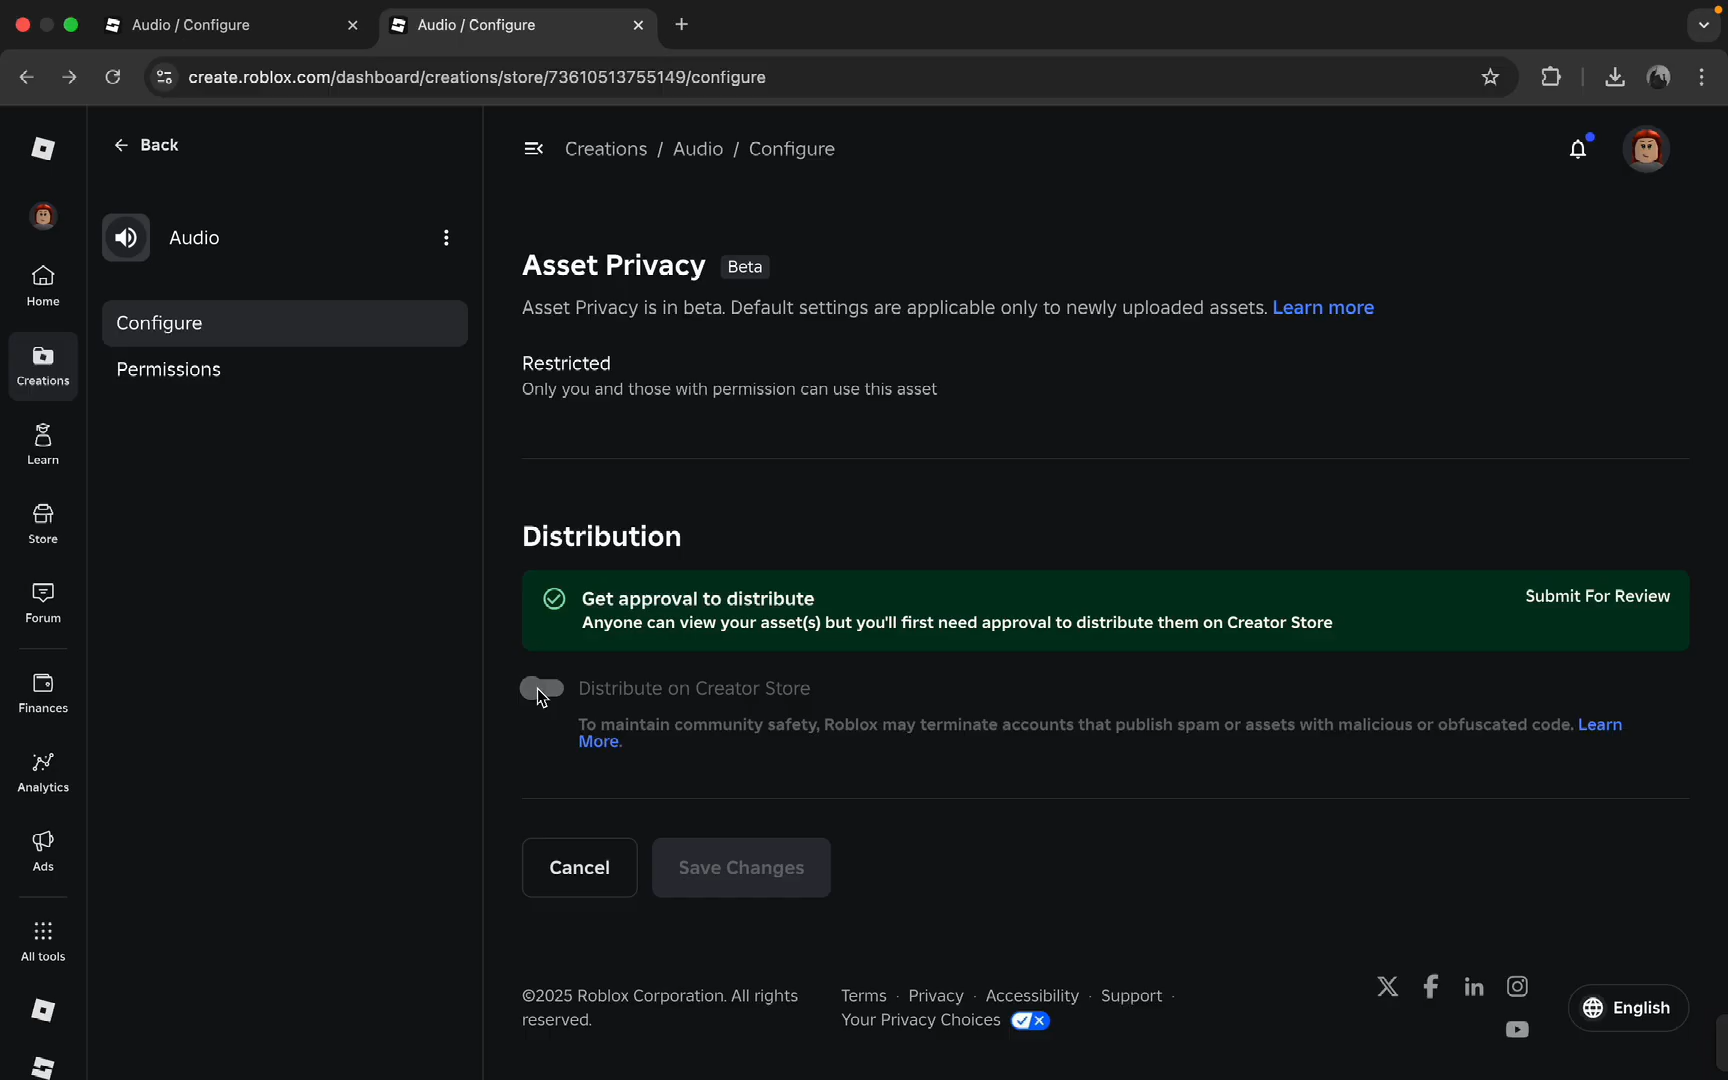 Audio / Configure
Audio / Configure
create.roblox.com/dashboard/creations/store/73610513755149/configure
Back
Creations / Audio / Configure
Audio
Home
Configure
Permissions
Creations
Learn
Store
Forum
Finances
Analytics
Ads
All tools
Asset Privacy Beta
Asset Privacy is in beta. Default settings are applicable only to newly uploaded assets. Learn more
Restricted
Only you and those with permission can use this asset
Distribution
Get approval to distribute
Submit For Review
Anyone can view your asset(s) but you'll first need approval to distribute them on Creator Store
Distribute on Creator Store
To maintain community safety, Roblox may terminate accounts that publish spam or assets with malicious or obfuscated code. Learn
More.
Cancel
Save Changes
©2025 Roblox Corporation. All rights
reserved.
Terms · Privacy · Accessibility · Support ·
Your Privacy Choices
English